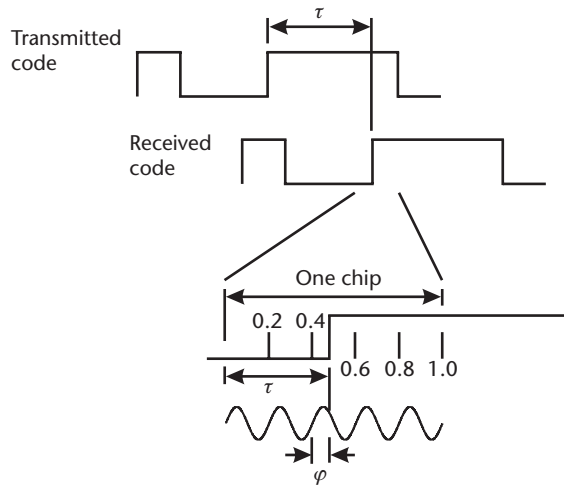 τ
Transmitted
code
Received
code
One chip
0.2 0.4
0.6 0.8 1.0
τ
φ